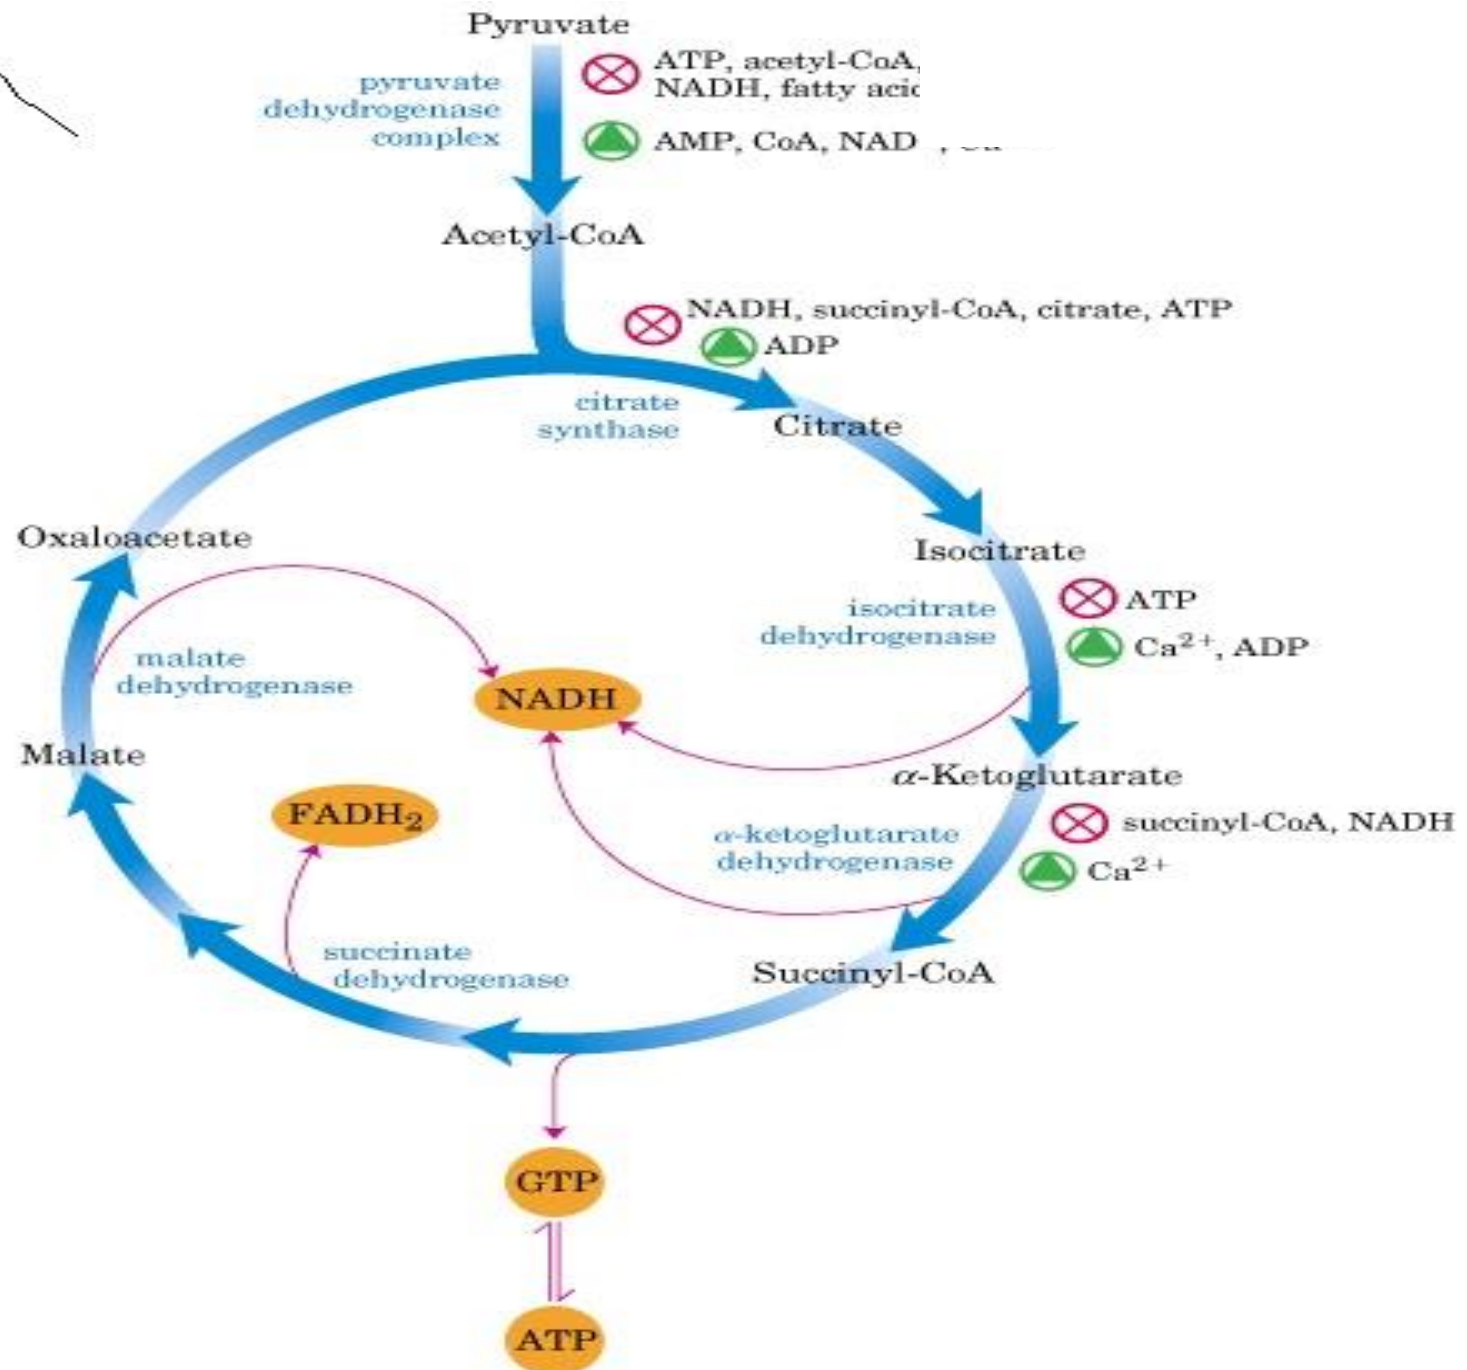 Pyruvate
pyruvate
dehydrogenase
complex
ATP, acetyl-CoA,
NADH, fatty acid
AMP, CoA, NAD
Acetyl-CoA
NADH, succinyl-CoA, citrate, ATP
ADP
citrate
synthase
Citrate
Oxaloacetate
Isocitrate
isocitrate
dehydrogenase
ATP
Ca²⁺, ADP
malate
dehydrogenase
NADH
Malate
α-Ketoglutarate
FADH₂
α-ketoglutarate
dehydrogenase
succinyl-CoA, NADH
Ca²⁺
succinate
dehydrogenase
Succinyl-CoA
GTP
ATP